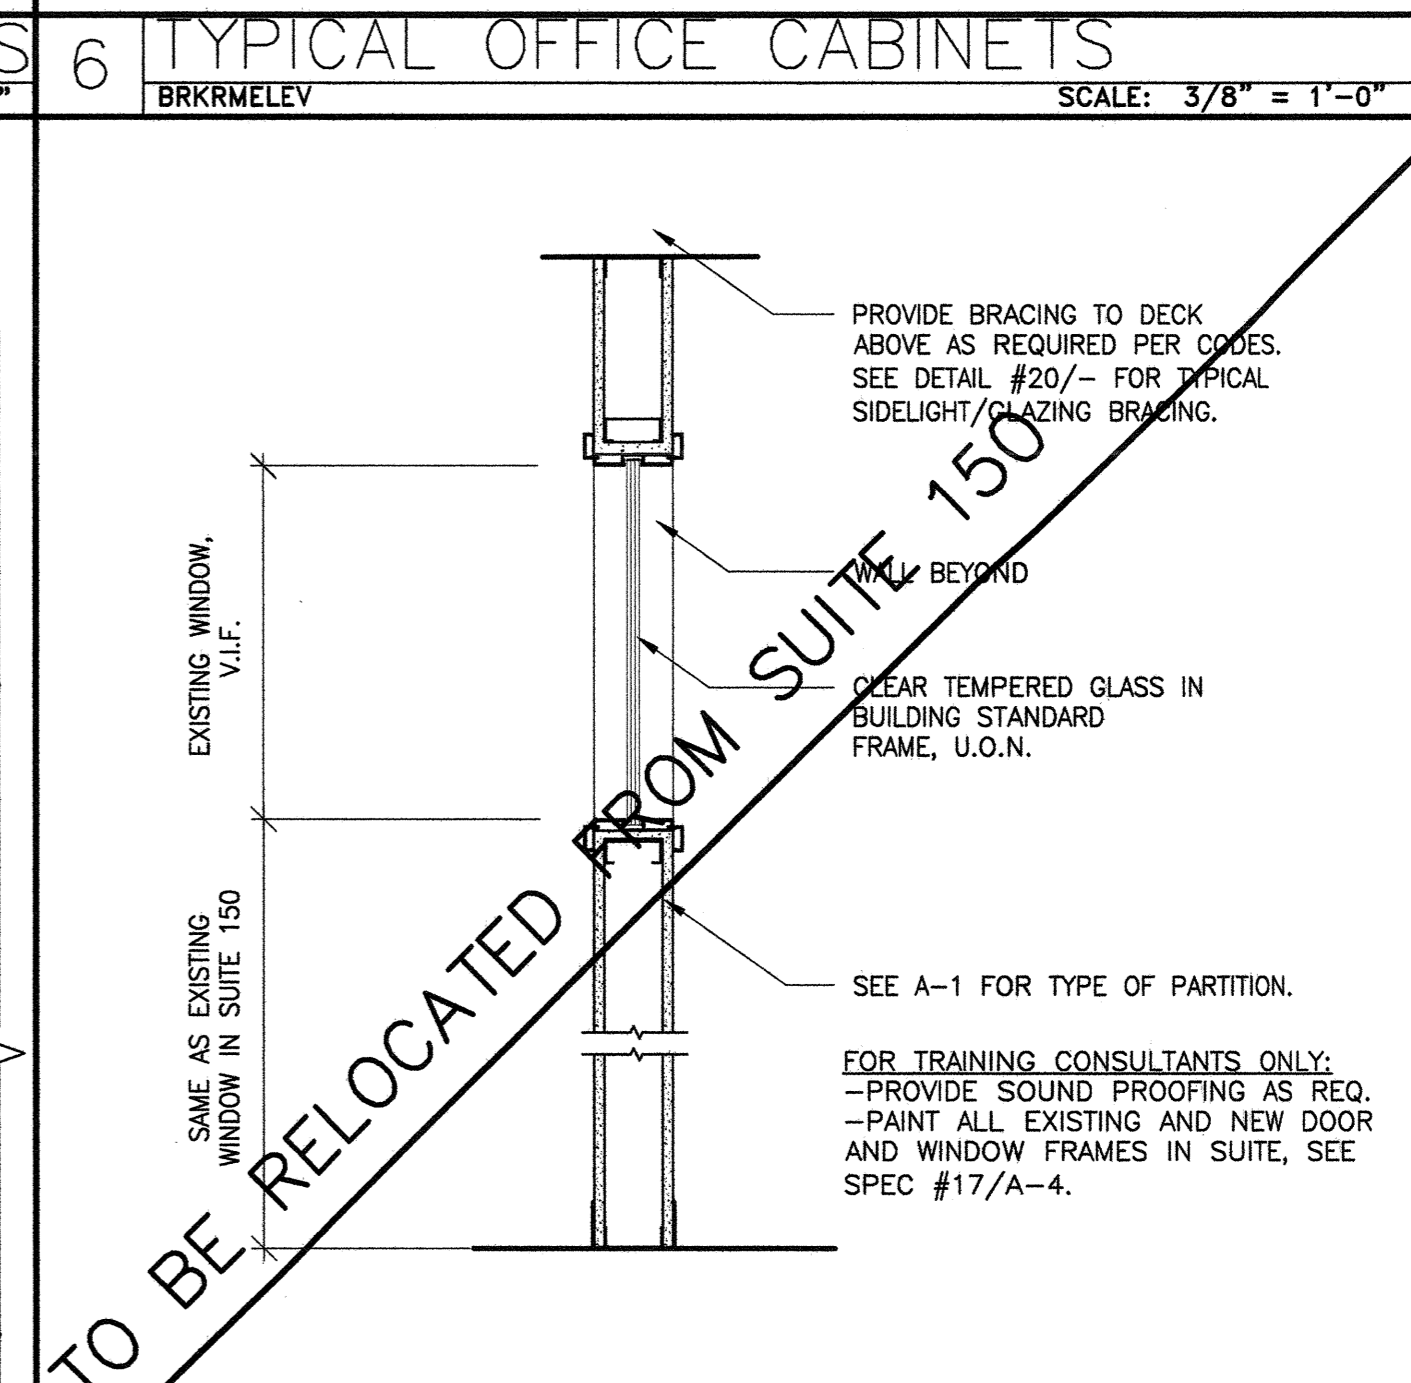 S
"
6
TYPICAL OFFICE CABINETS
BRKRMELEV
SCALE: 3/8" = 1'-0"
PROVIDE BRACING TO DECK
ABOVE AS REQUIRED PER CODES.
SEE DETAIL #20/- FOR TYPICAL
SIDELIGHT/GLAZING BRACING.
EXISTING WINDOW,
V.I.F.
WALL BEYOND
CLEAR TEMPERED GLASS IN
BUILDING STANDARD
FRAME, U.O.N.
SAME AS EXISTING
WINDOW IN SUITE 150
SEE A-1 FOR TYPE OF PARTITION.
FOR TRAINING CONSULTANTS ONLY:
-PROVIDE SOUND PROOFING AS REQ.
-PAINT ALL EXISTING AND NEW DOOR
AND WINDOW FRAMES IN SUITE, SEE
SPEC #17/A-4.
TO BE RELOCATED FROM SUITE 150